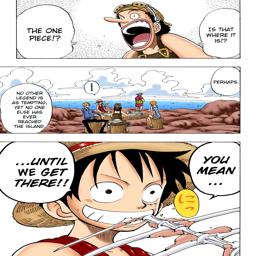 IS THAT
WHERE IT
IS!?
THE ONE
PIECE!?
PERHAPS.
!
NO OTHER
LEGEND IS
AS TEMPTING,
YET NO ONE
ELSE HAS
EVER
REACHED
THE ISLAND
YOU
MEAN
...
...UNTIL
WE GET
THERE!!